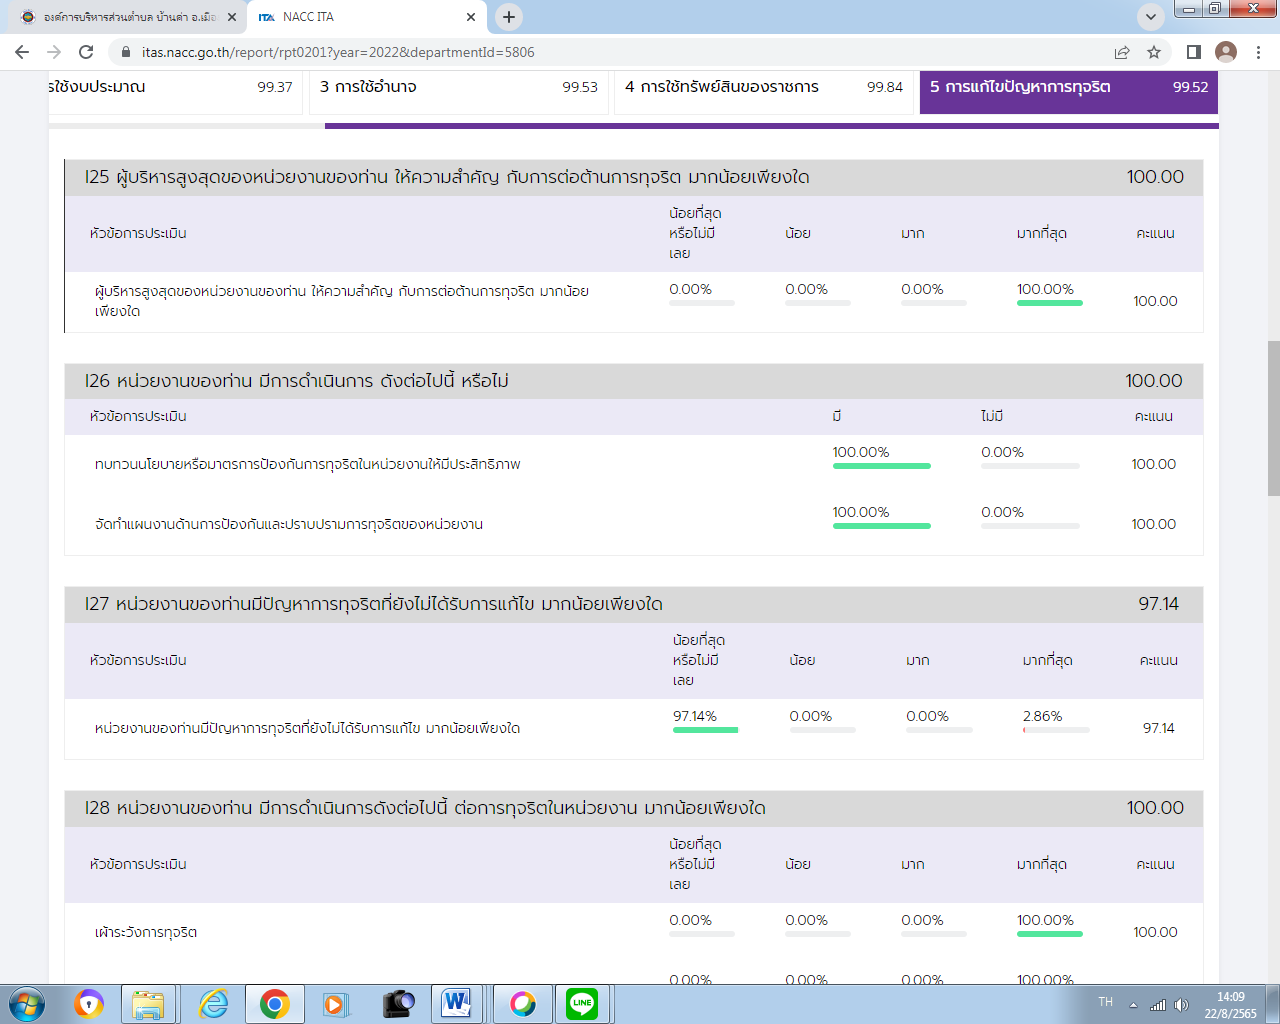 องค์การบริหารส่วนตำบล บ้านค่า อ.เมือ
NACC ITA
itas.nacc.go.th/report/rpt0201?year=2022&departmentId=5806
รใช้งบประมาณ 99.37
3 การใช้อำนาจ 99.53
4 การใช้ทรัพย์สินของราชการ 99.84
5 การแก้ไขปัญหาการทุจริต 99.52
I25 ผู้บริหารสูงสุดของหน่วยงานของท่าน ให้ความสำคัญ กับการต่อต้านการทุจริต มากน้อยเพียงใด 100.00
หัวข้อการประเมิน น้อยที่สุดหรือไม่มีเลย น้อย มาก มากที่สุด คะแนน
ผู้บริหารสูงสุดของหน่วยงานของท่าน ให้ความสำคัญ กับการต่อต้านการทุจริต มากน้อย
เพียงใด
0.00% 0.00% 0.00% 100.00% 100.00
I26 หน่วยงานของท่าน มีการดำเนินการ ดังต่อไปนี้ หรือไม่ 100.00
หัวข้อการประเมิน มี ไม่มี คะแนน
ทบทวนนโยบายหรือมาตรการป้องกันการทุจริตในหน่วยงานให้มีประสิทธิภาพ 100.00% 0.00% 100.00
จัดทำแผนงานด้านการป้องกันและปราบปรามการทุจริตของหน่วยงาน 100.00% 0.00% 100.00
I27 หน่วยงานของท่านมีปัญหาการทุจริตที่ยังไม่ได้รับการแก้ไข มากน้อยเพียงใด 97.14
หัวข้อการประเมิน น้อยที่สุดหรือไม่มีเลย น้อย มาก มากที่สุด คะแนน
หน่วยงานของท่านมีปัญหาการทุจริตที่ยังไม่ได้รับการแก้ไข มากน้อยเพียงใด 97.14% 0.00% 0.00% 2.86% 97.14
I28 หน่วยงานของท่าน มีการดำเนินการดังต่อไปนี้ ต่อการทุจริตในหน่วยงาน มากน้อยเพียงใด 100.00
หัวข้อการประเมิน น้อยที่สุดหรือไม่มีเลย น้อย มาก มากที่สุด คะแนน
เฝ้าระวังการทุจริต 0.00% 0.00% 0.00% 100.00% 100.00
0.00% 0.00% 0.00% 100.00%
LINE
TH
14:09
22/8/2565